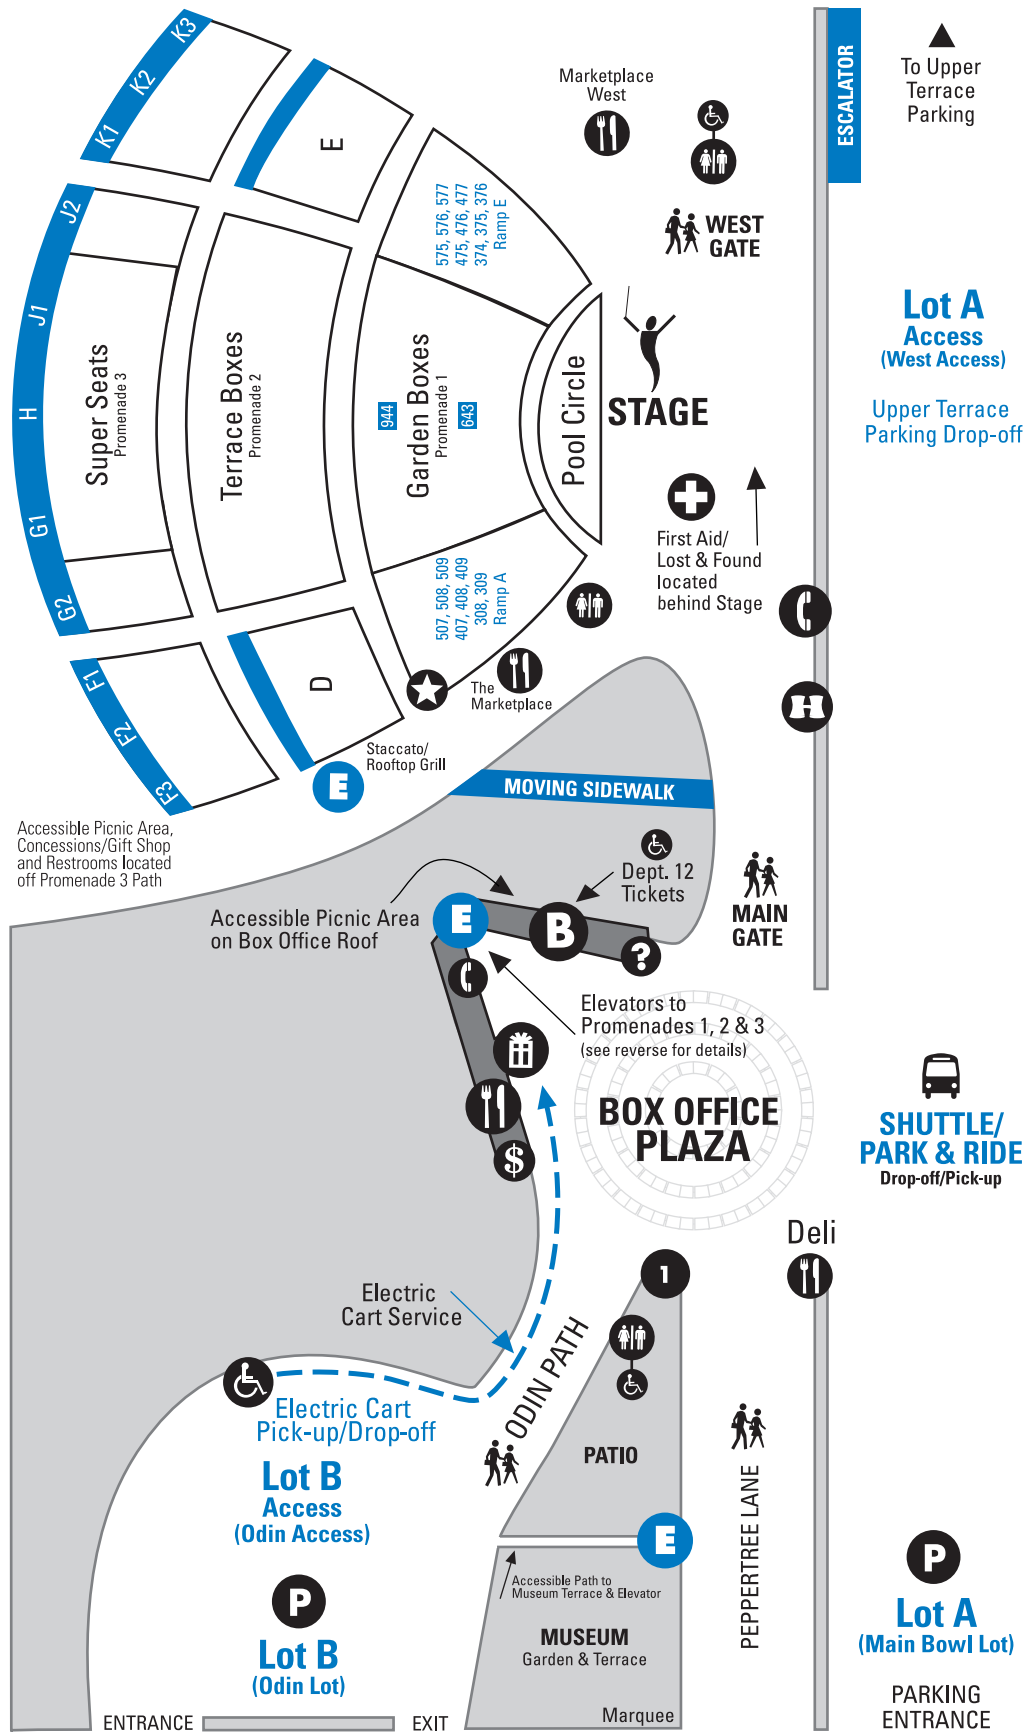 K3
K2
K1
J2
J1
H
G1
G2
F1
F2
F3
E
D
Super Seats
Promenade 3
Terrace Boxes
Promenade 2
Garden Boxes
Promenade 1
944
643
575, 576, 577
475, 476, 477
374, 375, 376
Ramp E
507, 508, 509
407, 408, 409
308, 309
Ramp A
Pool Circle
STAGE
Marketplace
West
WEST
GATE
ESCALATOR
To Upper
Terrace
Parking
Lot A
Access
(West Access)
Upper Terrace
Parking Drop-off
First Aid/
Lost & Found
located
behind Stage
H
The
Marketplace
Staccato/
Rooftop Grill
E
MOVING SIDEWALK
Accessible Picnic Area,
Concessions/Gift Shop
and Restrooms located
off Promenade 3 Path
Dept. 12
Tickets
Accessible Picnic Area
on Box Office Roof
E
B
?
MAIN
GATE
Elevators to
Promenades 1, 2 & 3
(see reverse for details)
BOX OFFICE
PLAZA
$
SHUTTLE/
PARK & RIDE
Drop-off/Pick-up
Deli
1
Electric
Cart Service
Electric Cart
Pick-up/Drop-off
ODIN PATH
PATIO
PEPPERTREE LANE
Lot B
Access
(Odin Access)
E
Accessible Path to
Museum Terrace & Elevator
P
Lot B
(Odin Lot)
MUSEUM
Garden & Terrace
Marquee
P
Lot A
(Main Bowl Lot)
PARKING
ENTRANCE
ENTRANCE
EXIT